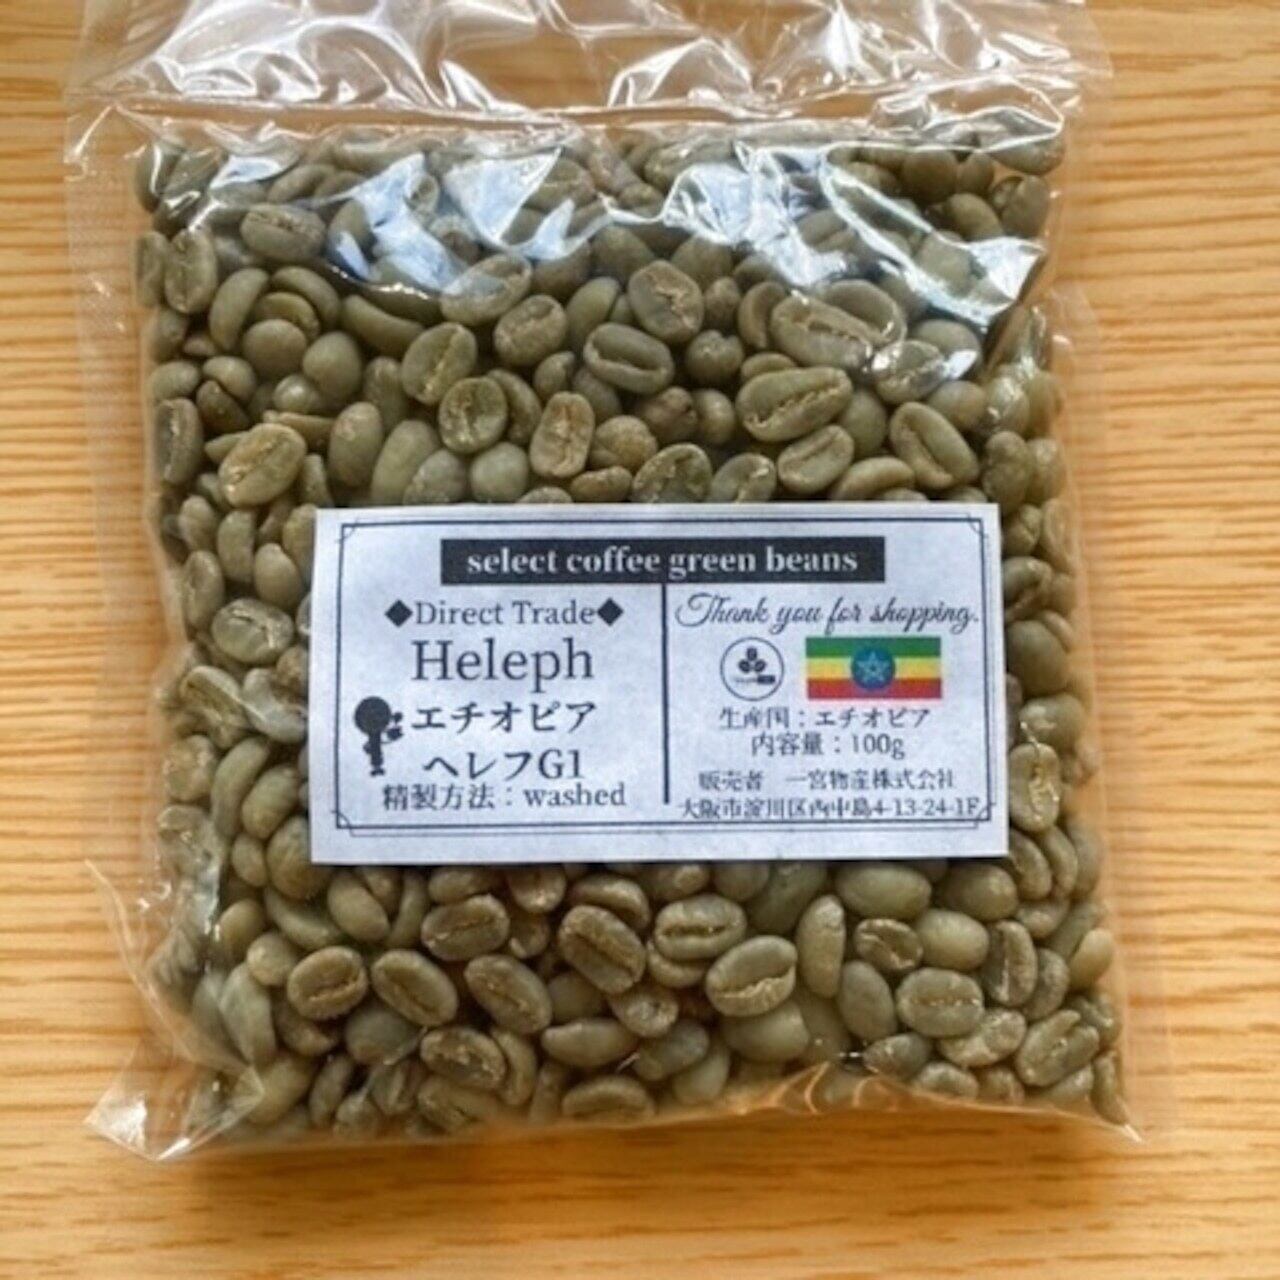 select coffee green beans
◆Direct Trade◆
Heleph
エチオピア
ヘレフG1
精製方法：washed
Thank you for shopping.
生産国：エチオピア
内容量：100g
販売者 一宮物産株式会社
大阪市淀川区西中島4-13-24-1F